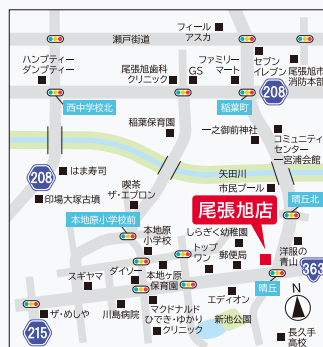 フィール
アスカ
瀬戸街道
ハンプティー
ダンプティー
尾張旭歯科
クリニック
GS
ファミリー
マート
セブン
イレブン
尾張旭市
消防本部
208
西中学校北
稲葉町
稲葉保育園
一之御前神社
コミュニティ
センター
一宮浦会館
208
はま寿司
矢田川
市民プール
印場大塚古墳
喫茶
ザ・エプロン
晴丘北
尾張旭店
本地原小学校前
本地原
小学校
しらぎく幼稚園
トップ
ワン
郵便局
洋服の
青山
363
スギヤマ
ダイソー
本地ヶ原
保育園
晴丘
エディオン
N
215
ザ・めしや
川島病院
マクドナルド
ひでき・ゆかり
クリニック
新池公園
長久手
高校